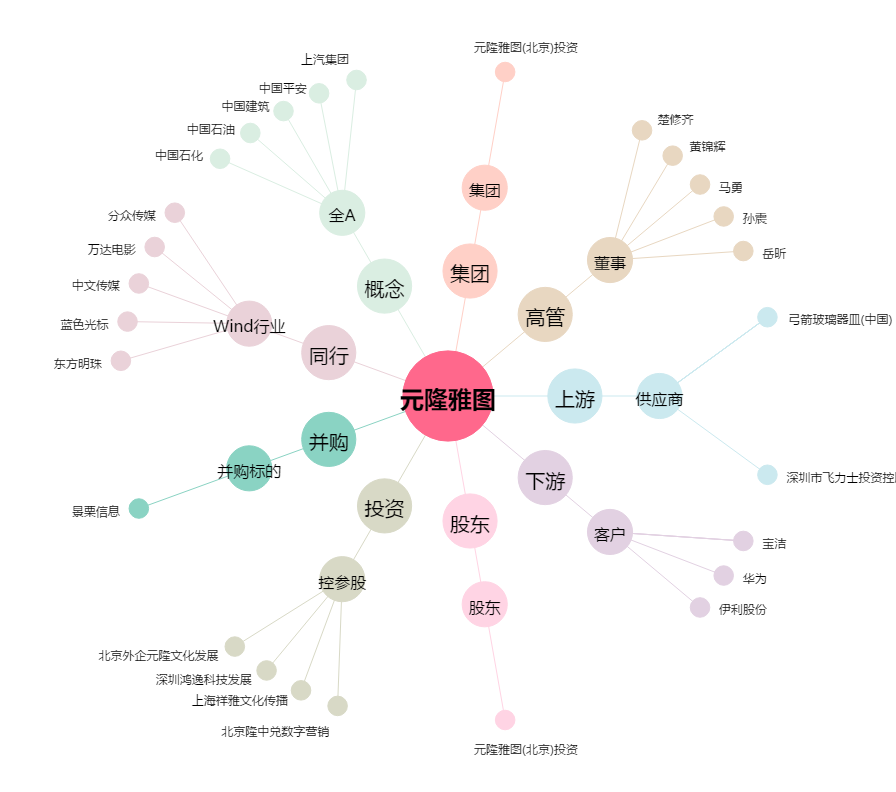 元隆雅图(北京)投资
上汽集团
中国平安
中国建筑
中国石油
中国石化
楚修齐
黄锦辉
马勇
孙震
岳昕
集团
全A
分众传媒
万达电影
中文传媒
蓝色光标
东方明珠
董事
集团
概念
高管
Wind行业
同行
弓箭玻璃器皿(中国)
元隆雅图
上游
供应商
并购
并购标的
景栗信息
下游
深圳市飞力士投资控
投资
股东
客户
宝洁
华为
伊利股份
控参股
股东
北京外企元隆文化发展
深圳鸿逸科技发展
上海祥雅文化传播
北京隆中兑数字营销
元隆雅图(北京)投资